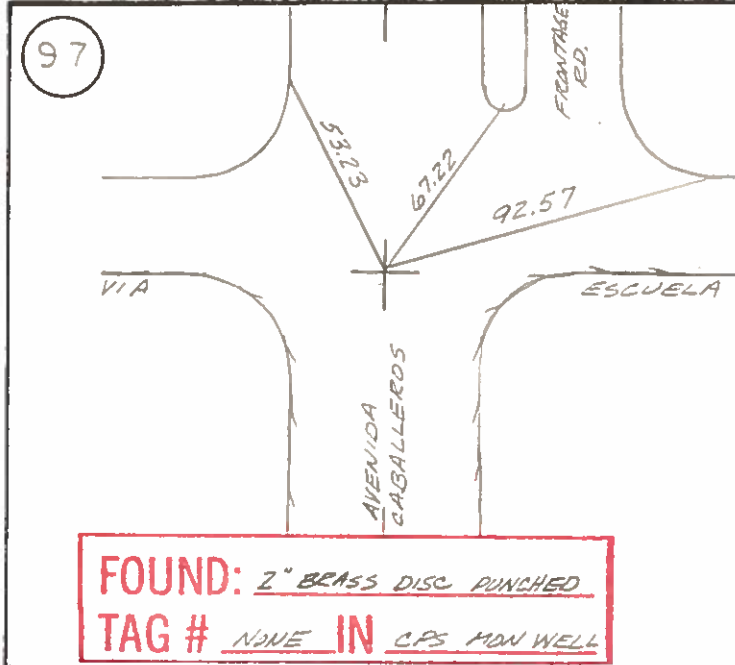 97
FRONTAGE
RD.
53.23
67.22
92.57
VIA
ESCUELA
AVENIDA
CABALLEROS
FOUND: 2" BRASS DISC PUNCHED
TAG # NONE IN CPS MON WELL